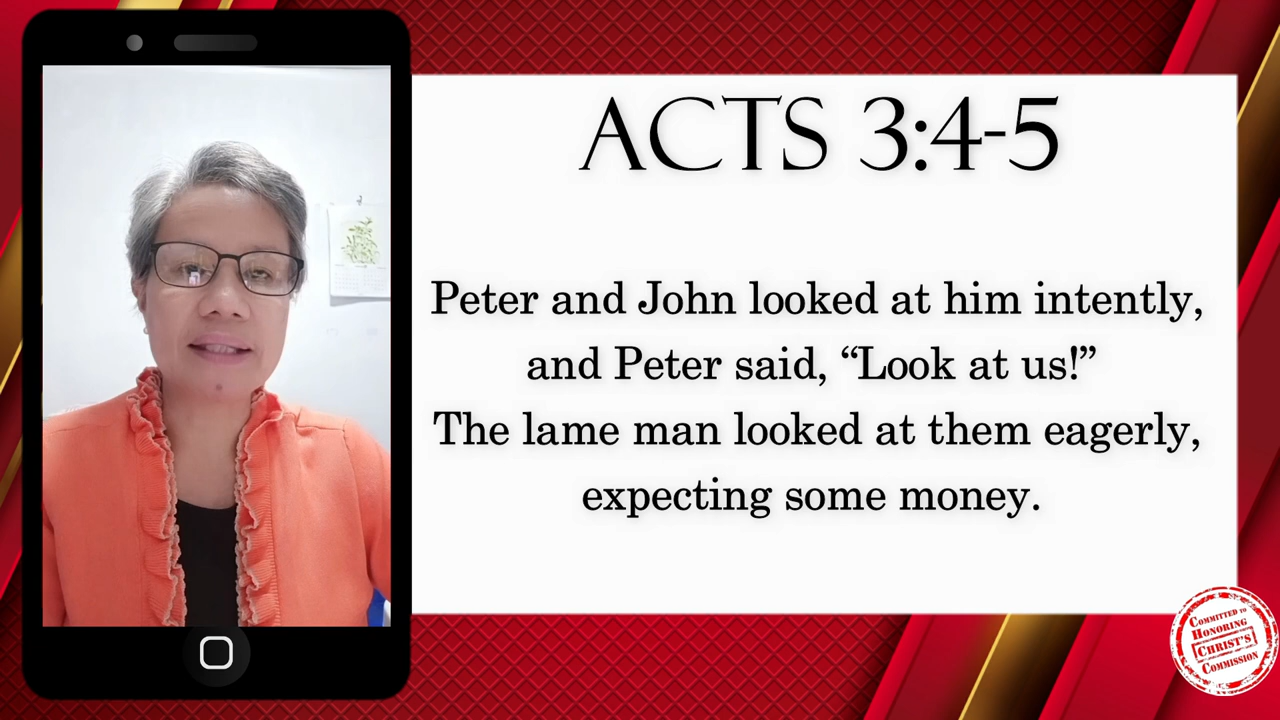 ACTS 3:4-5
Peter and John looked at him intently,
and Peter said, “Look at us!”
The lame man looked at them eagerly,
expecting some money.
COMMITTED TO
HONORING
CHRIST'S
COMMISSION